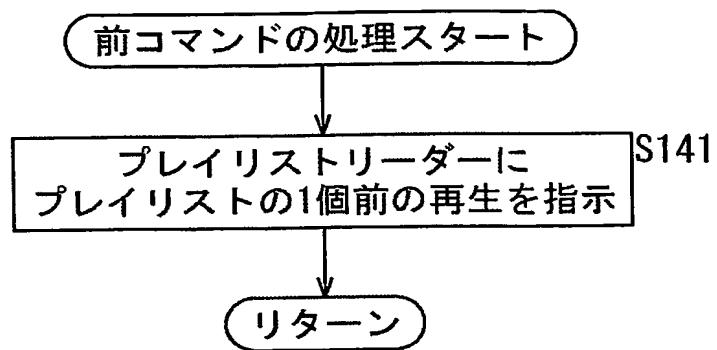 前コマンドの処理スタート
プレイリストリーダーに
プレイリストの1個前の再生を指示
S141
リターン